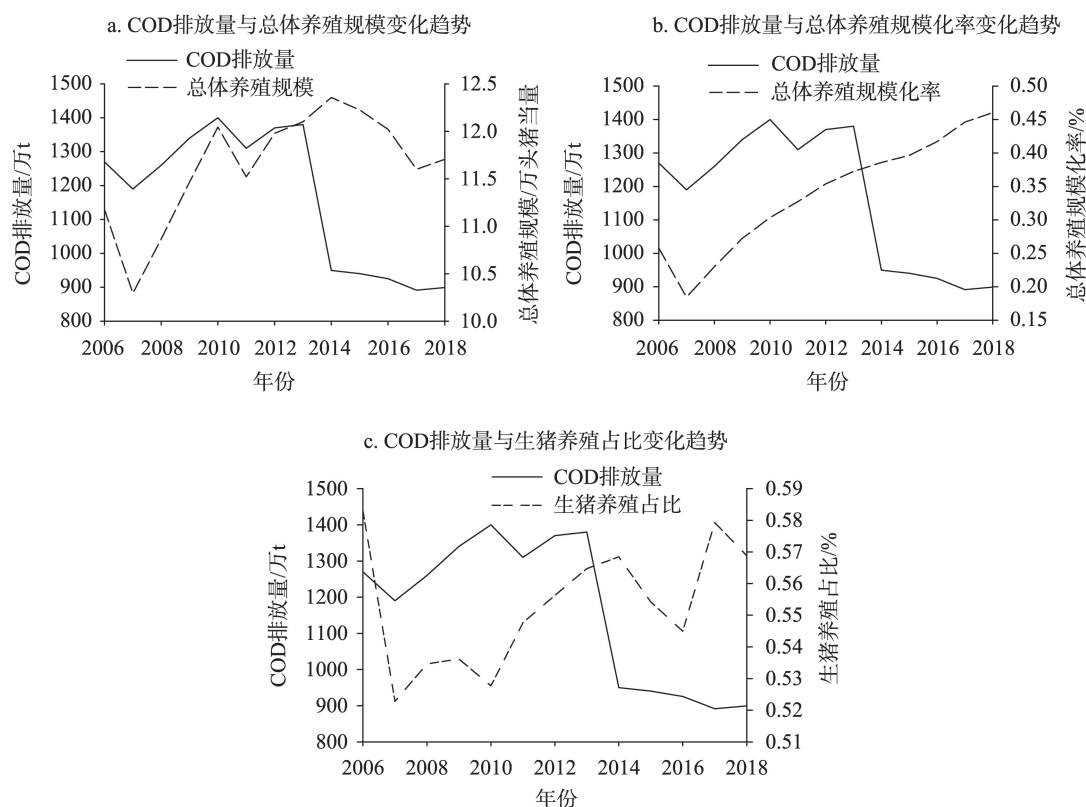 a. COD排放量与总体养殖规模变化趋势
COD排放量
总体养殖规模
COD排放量/万t
1500
1400
1300
1200
1100
1000
900
800
12.5
12.0
11.5
11.0
10.5
10.0
总体养殖规模/万头猪当量
2006 2008 2010 2012 2014 2016 2018
年份
b. COD排放量与总体养殖规模化率变化趋势
COD排放量
总体养殖规模化率
COD排放量/万t
1500
1400
1300
1200
1100
1000
900
800
0.50
0.45
0.40
0.35
0.30
0.25
0.20
0.15
总体养殖规模化率/%
2006 2008 2010 2012 2014 2016 2018
年份
c. COD排放量与生猪养殖占比变化趋势
COD排放量
生猪养殖占比
COD排放量/万t
1500
1400
1300
1200
1100
1000
900
800
0.59
0.58
0.57
0.56
0.55
0.54
0.53
0.52
0.51
生猪养殖占比/%
2006 2008 2010 2012 2014 2016 2018
年份